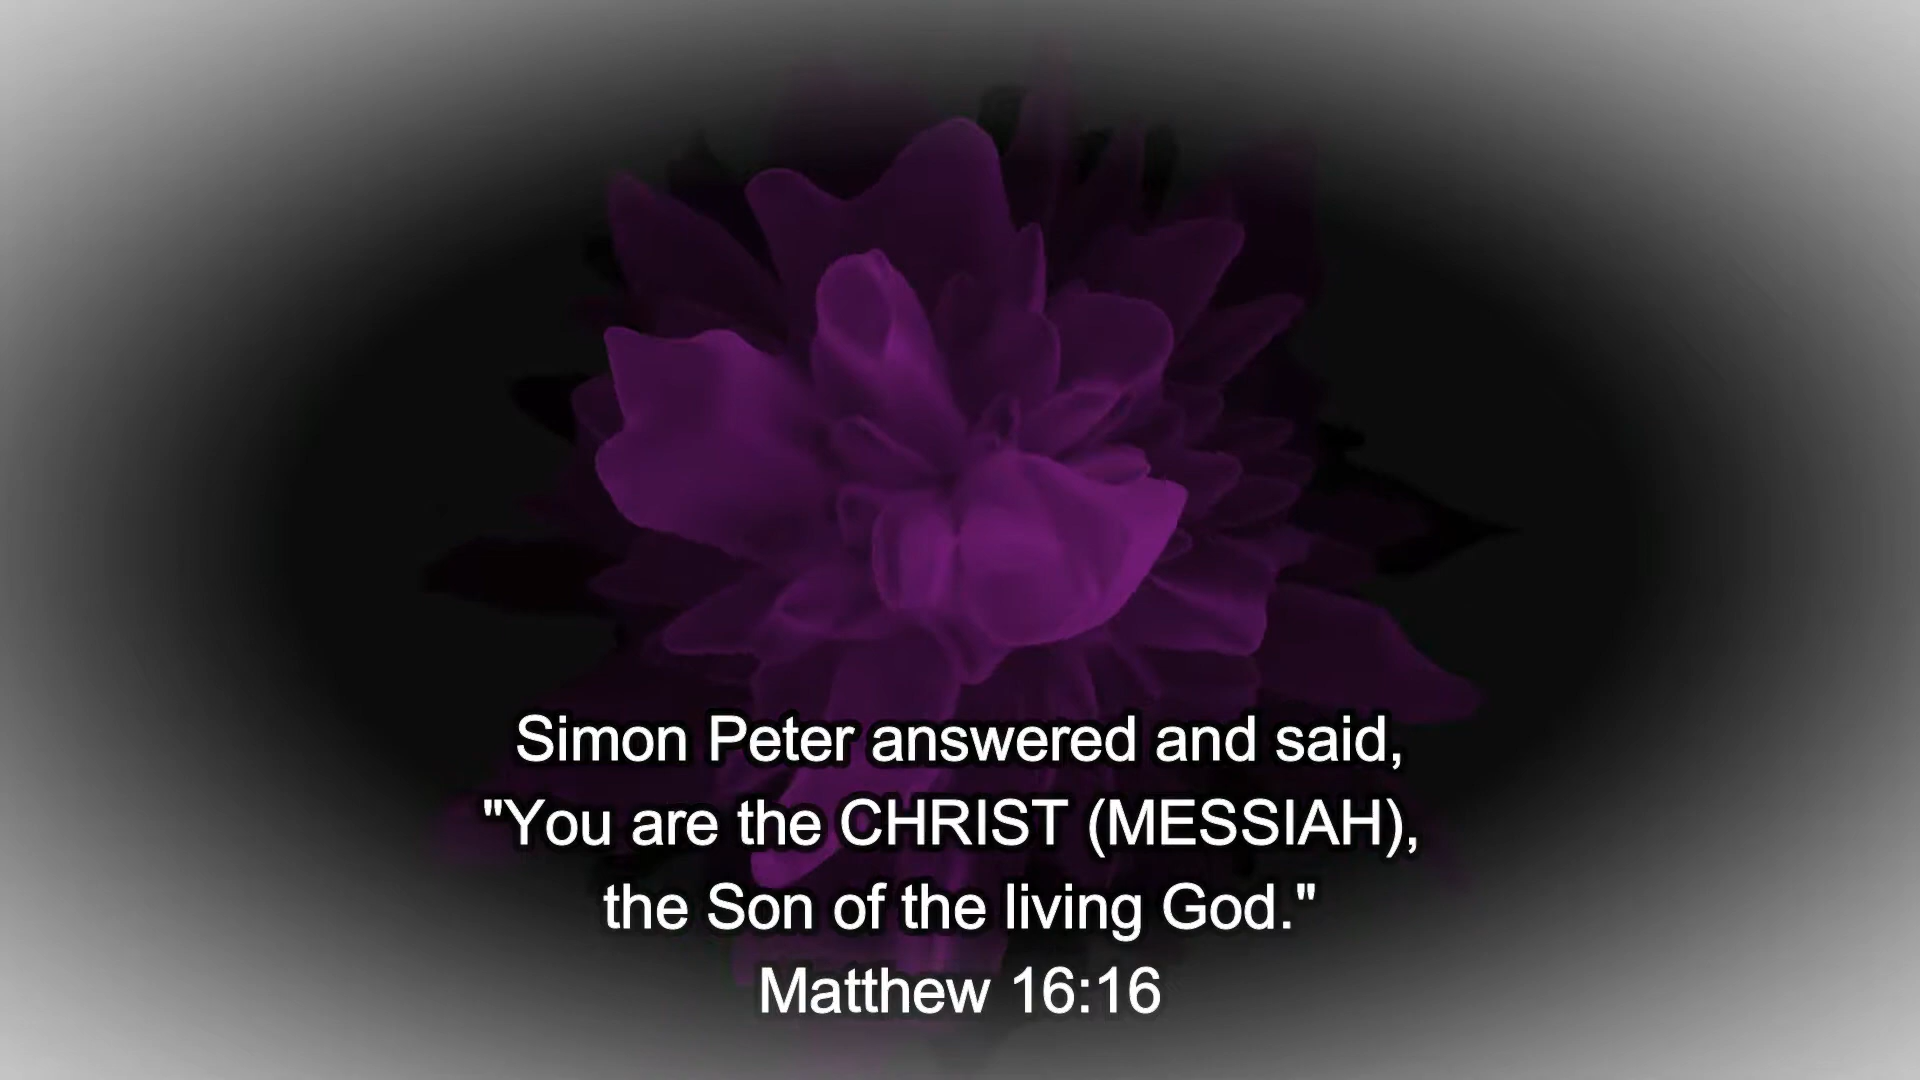 Simon Peter answered and said,
"You are the CHRIST (MESSIAH),
the Son of the living God."
Matthew 16:16